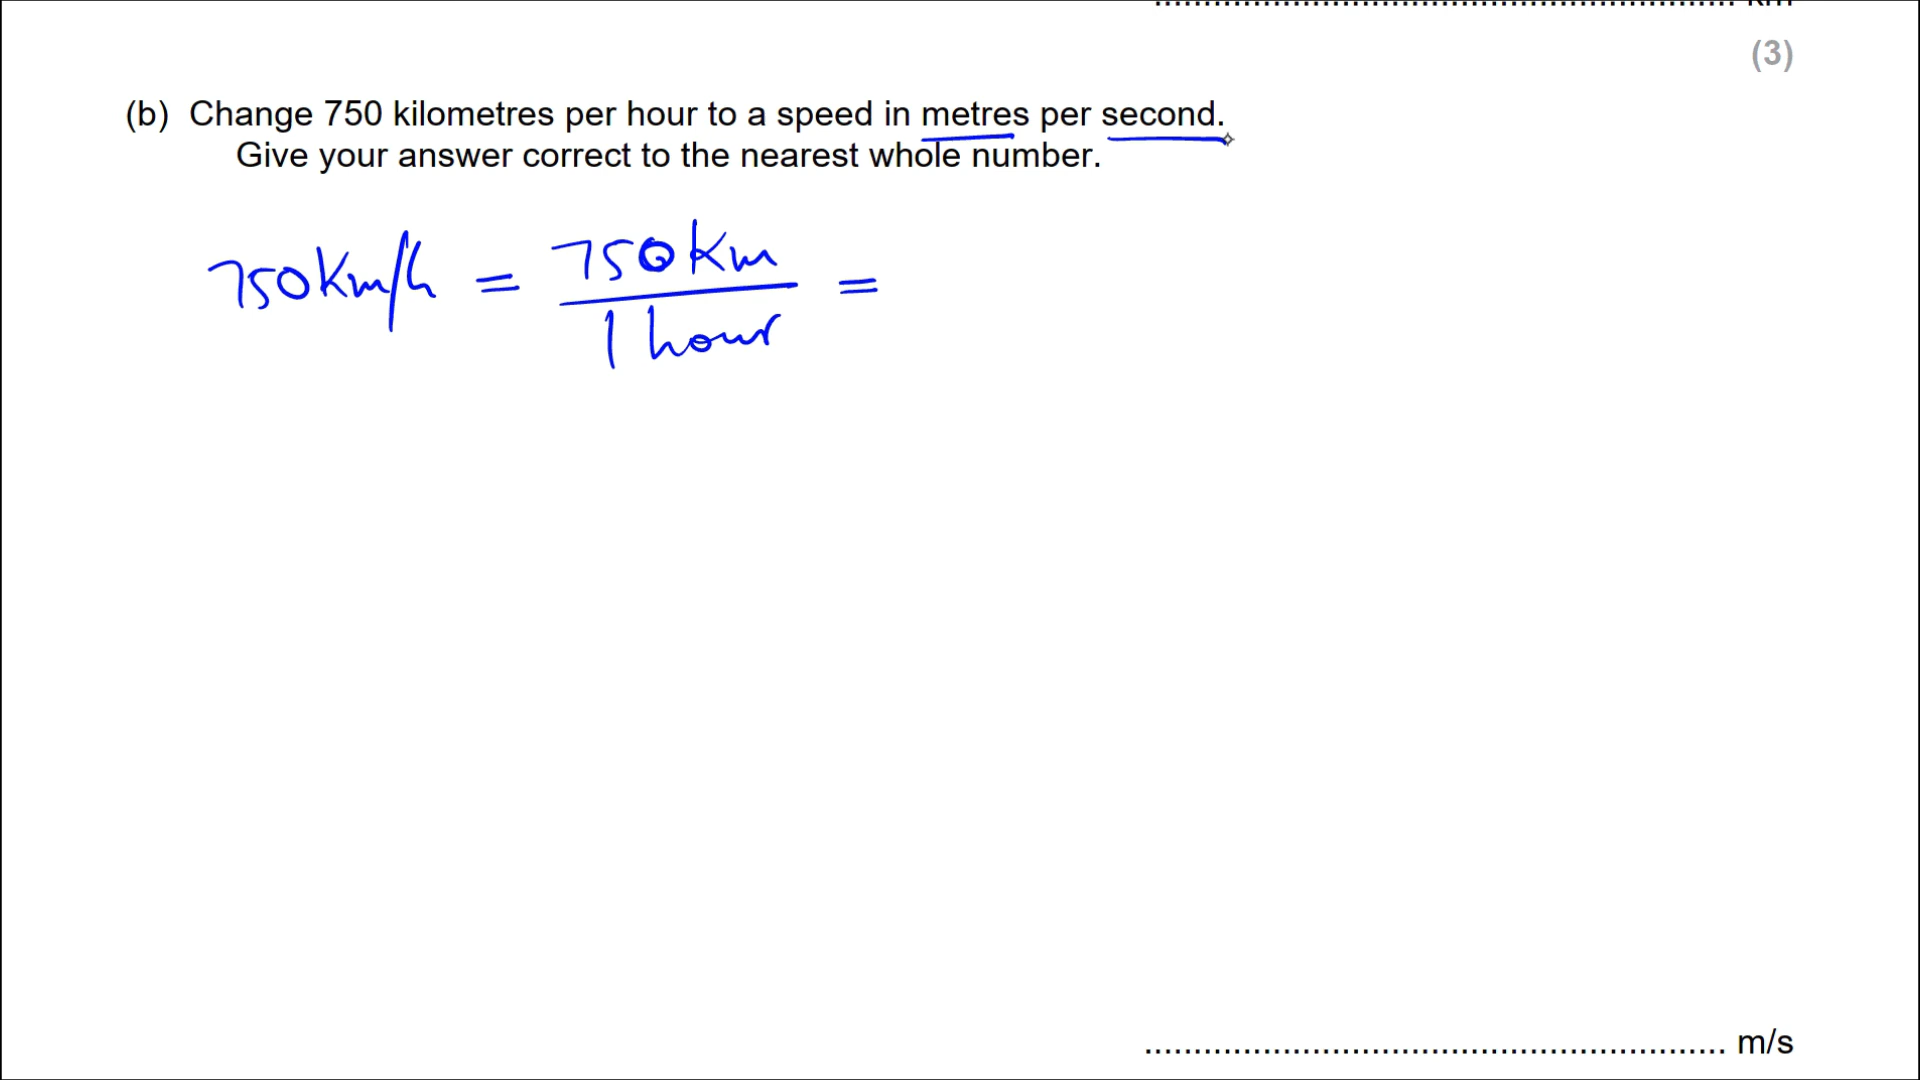 (3)
(b) Change 750 kilometres per hour to a speed in metres per second.
Give your answer correct to the nearest whole number.
750km/h = 750km / 1 hour =
........................................................... m/s